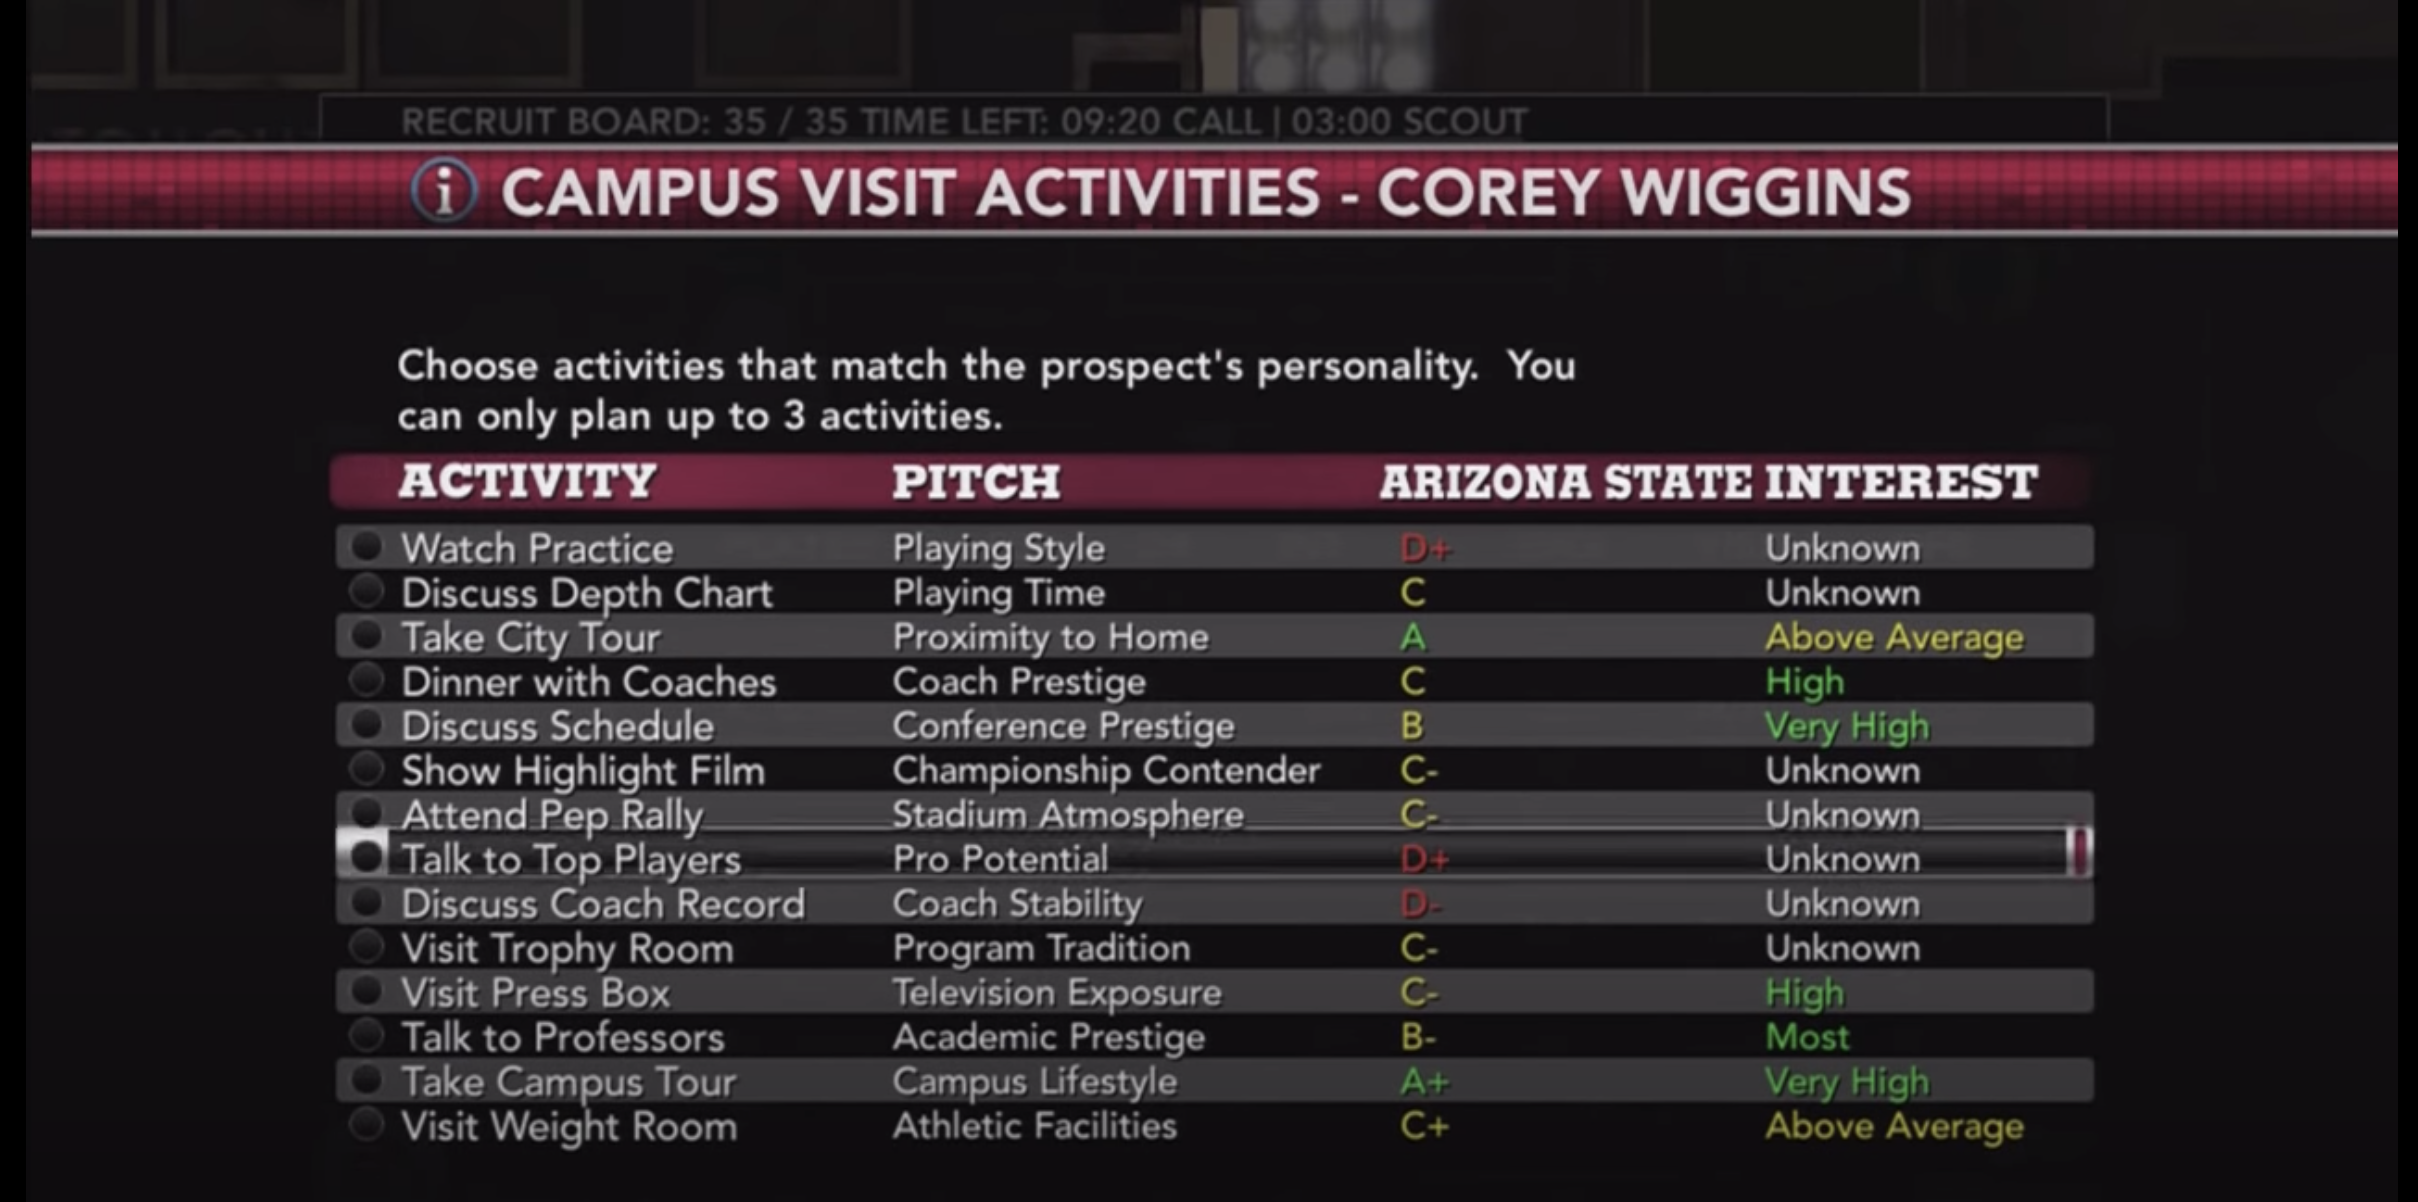 RECRUIT BOARD: 35 / 35 TIME LEFT: 09:20 CALL | 03:00 SCOUT
i CAMPUS VISIT ACTIVITIES - COREY WIGGINS
Choose activities that match the prospect's personality. You
can only plan up to 3 activities.
ACTIVITY PITCH ARIZONA STATE INTEREST
Watch Practice Playing Style D+ Unknown
Discuss Depth Chart Playing Time C Unknown
Take City Tour Proximity to Home A Above Average
Dinner with Coaches Coach Prestige C High
Discuss Schedule Conference Prestige B Very High
Show Highlight Film Championship Contender C- Unknown
Attend Pep Rally Stadium Atmosphere C- Unknown
Talk to Top Players Pro Potential D+ Unknown
Discuss Coach Record Coach Stability D- Unknown
Visit Trophy Room Program Tradition C- Unknown
Visit Press Box Television Exposure C- High
Talk to Professors Academic Prestige B- Most
Take Campus Tour Campus Lifestyle A+ Very High
Visit Weight Room Athletic Facilities C+ Above Average